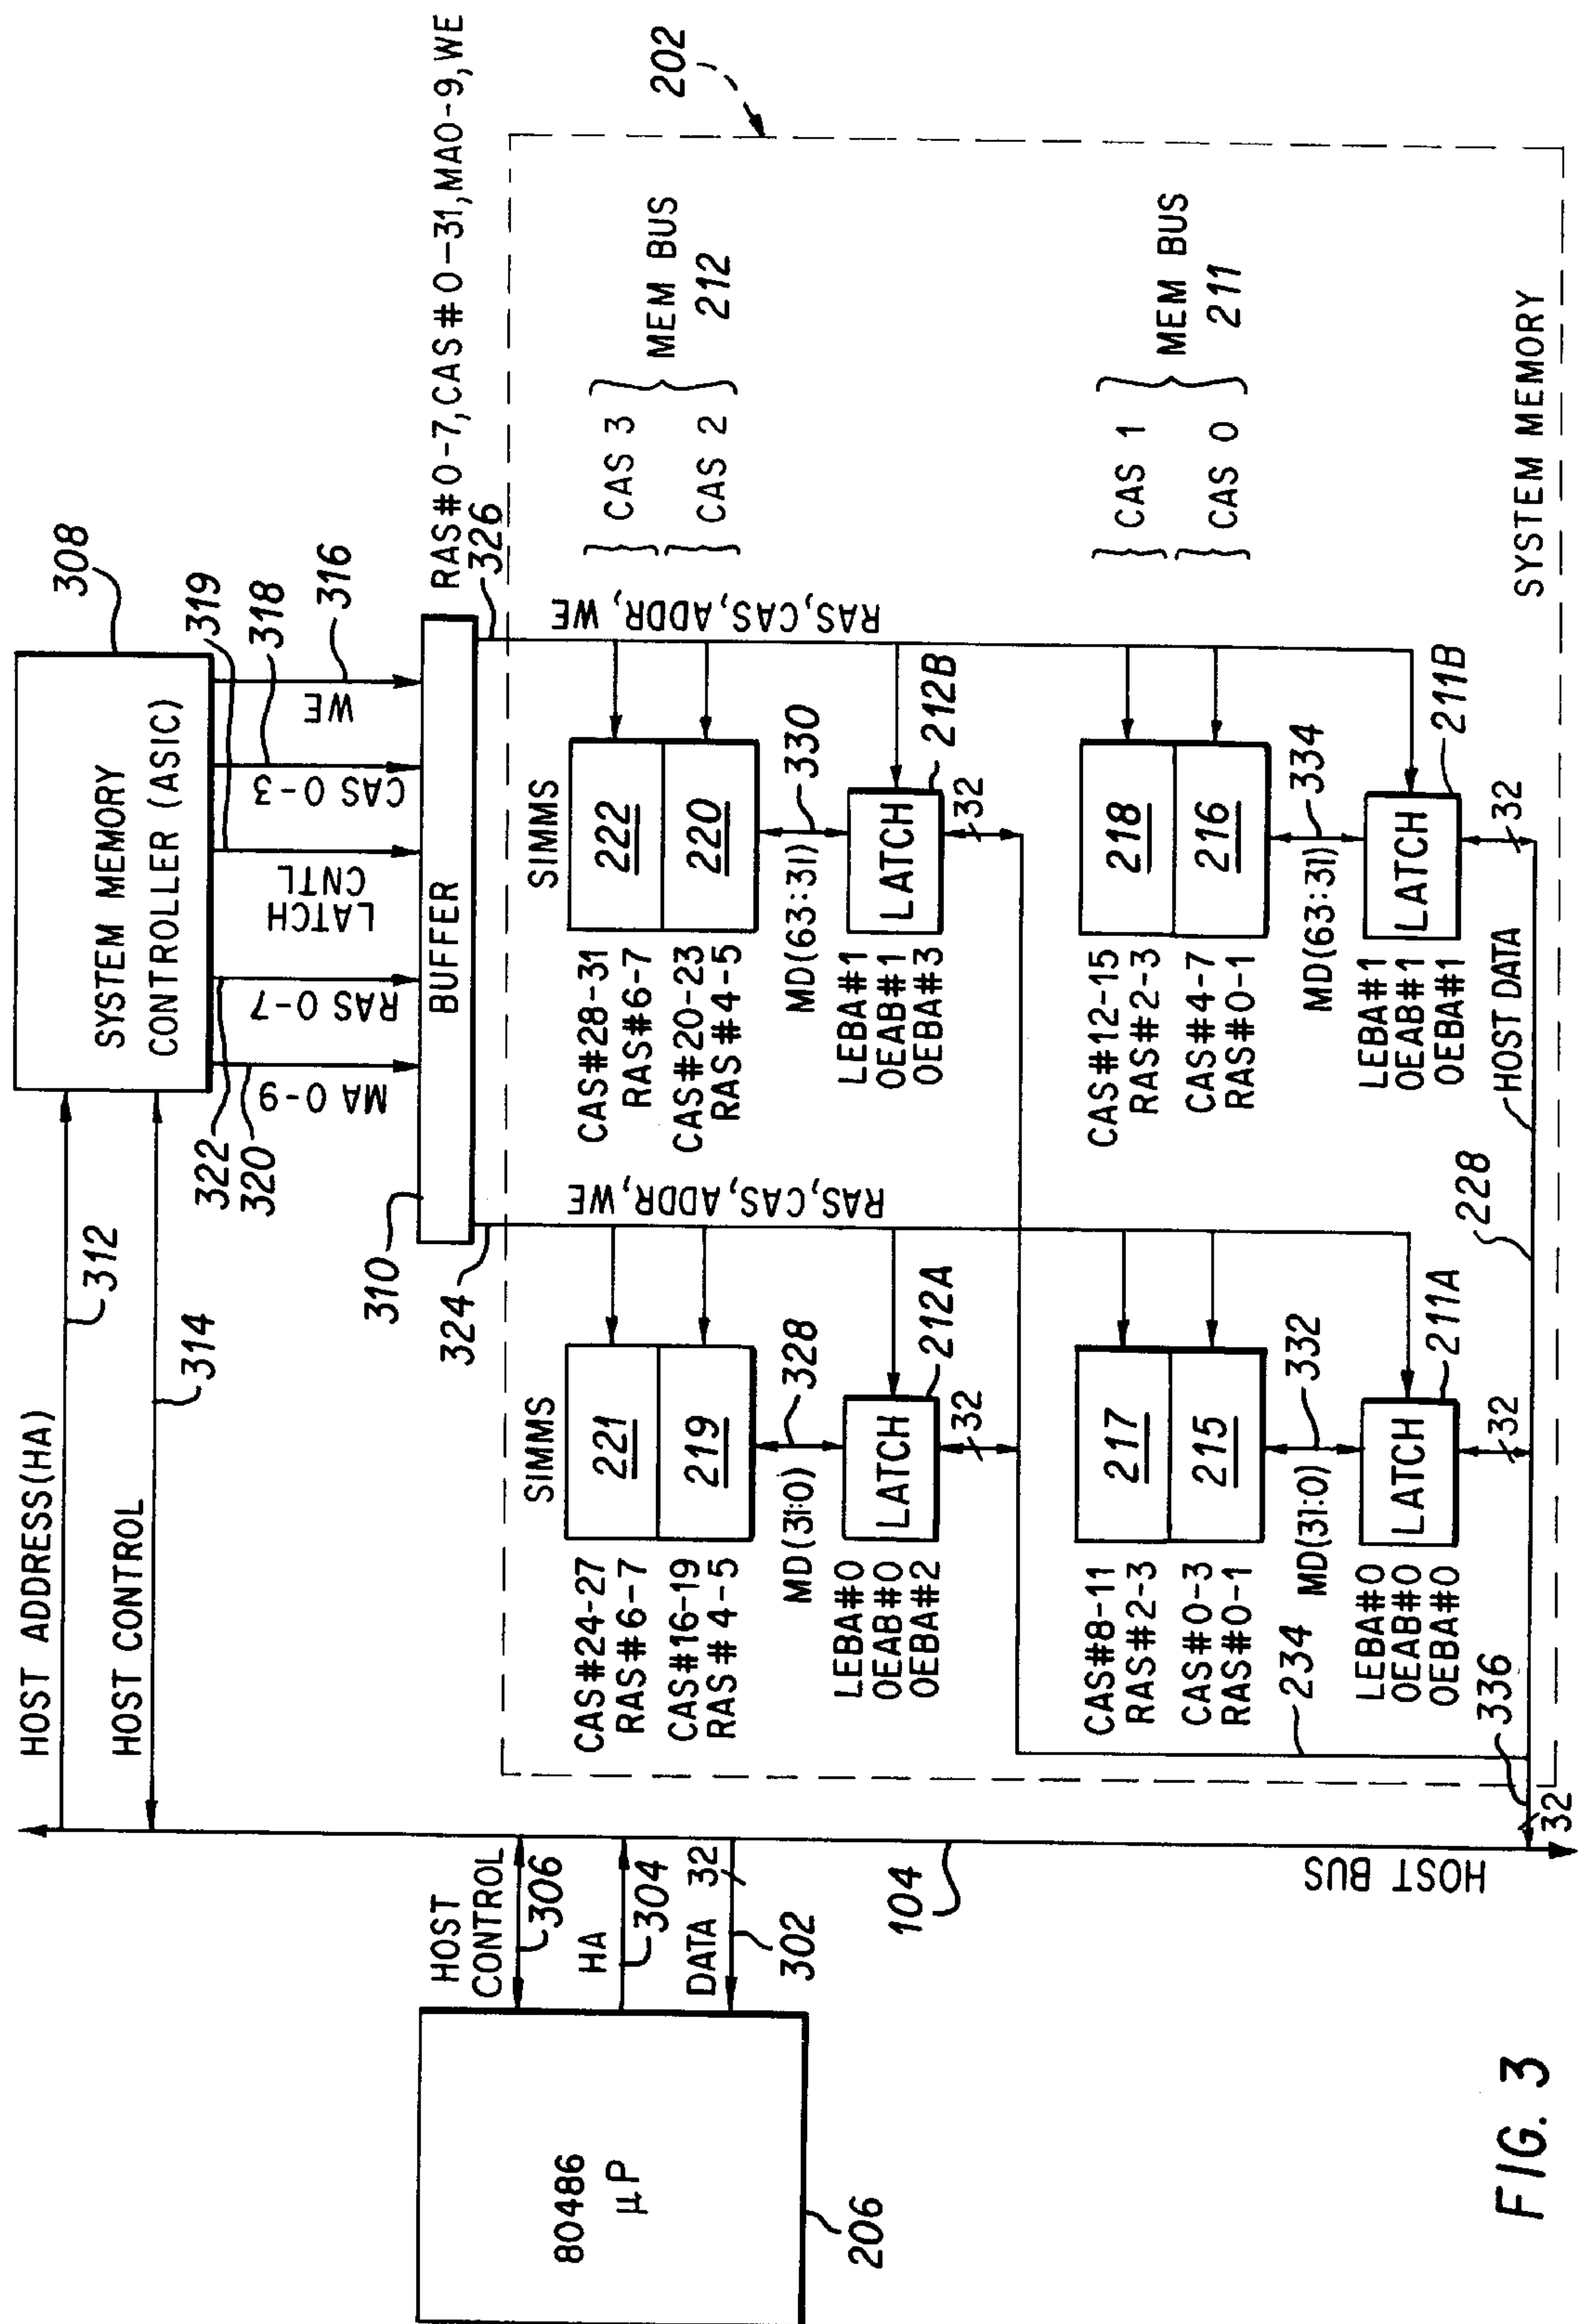 HOST ADDRESS(HA)
312
HOST CONTROL
314
SYSTEM MEMORY
CONTROLLER (ASIC)
308
322
320
MA 0-9
RAS 0-7
LATCH
CNTL
CAS 0-3
WE
319
318
316
310
BUFFER
RAS#0-7,CAS#0-31,MA0-9,WE
324
326
202
80486
μP
206
HOST
CONTROL
306
HA
304
DATA 32
302
104
HOST BUS
RAS,CAS,ADDR,WE
RAS,CAS,ADDR,WE
SIMMS
221
219
CAS#24-27
RAS#6-7
CAS#16-19
RAS#4-5
MD(31:0)
328
LEBA#0
OEAB#0
OEBA#2
LATCH
212A
32
SIMMS
222
220
CAS#28-31
RAS#6-7
CAS#20-23
RAS#4-5
MD(63:31)
330
LEBA#1
OEAB#1
OEBA#3
LATCH
212B
32
CAS 3
CAS 2
MEM BUS
212
217
215
CAS#8-11
RAS#2-3
CAS#0-3
RAS#0-1
234
MD(31:0)
332
LEBA#0
OEAB#0
OEBA#0
LATCH
211A
32
218
216
CAS#12-15
RAS#2-3
CAS#4-7
RAS#0-1
MD(63:31)
334
LEBA#1
OEAB#1
OEBA#1
LATCH
211B
32
CAS 1
CAS 0
MEM BUS
211
336
32
228
HOST DATA
SYSTEM MEMORY
FIG. 3